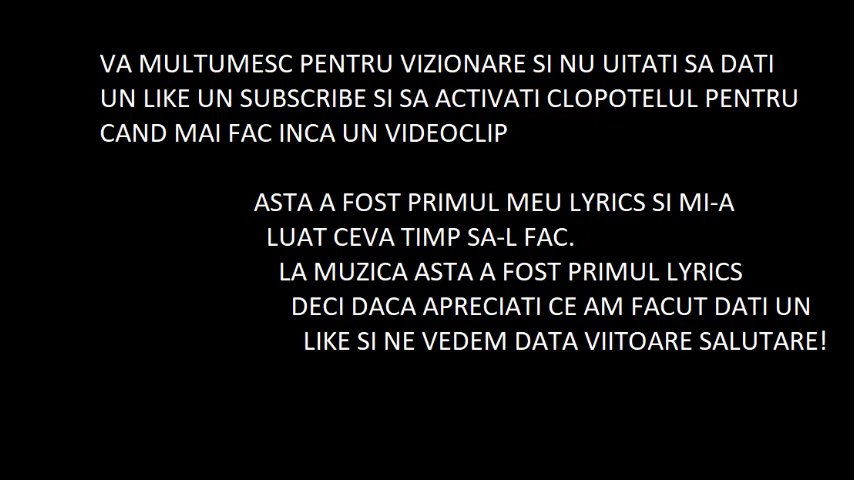 VA MULTUMESC PENTRU VIZIONARE SI NU UITATI SA DATI
UN LIKE UN SUBSCRIBE SI SA ACTIVATI CLOPOTELUL PENTRU
CAND MAI FAC INCA UN VIDEOCLIP
ASTA A FOST PRIMUL MEU LYRICS SI MI-A
LUAT CEVA TIMP SA-L FAC.
LA MUZICA ASTA A FOST PRIMUL LYRICS
DECI DACA APRECIATI CE AM FACUT DATI UN
LIKE SI NE VEDEM DATA VIITOARE SALUTARE!